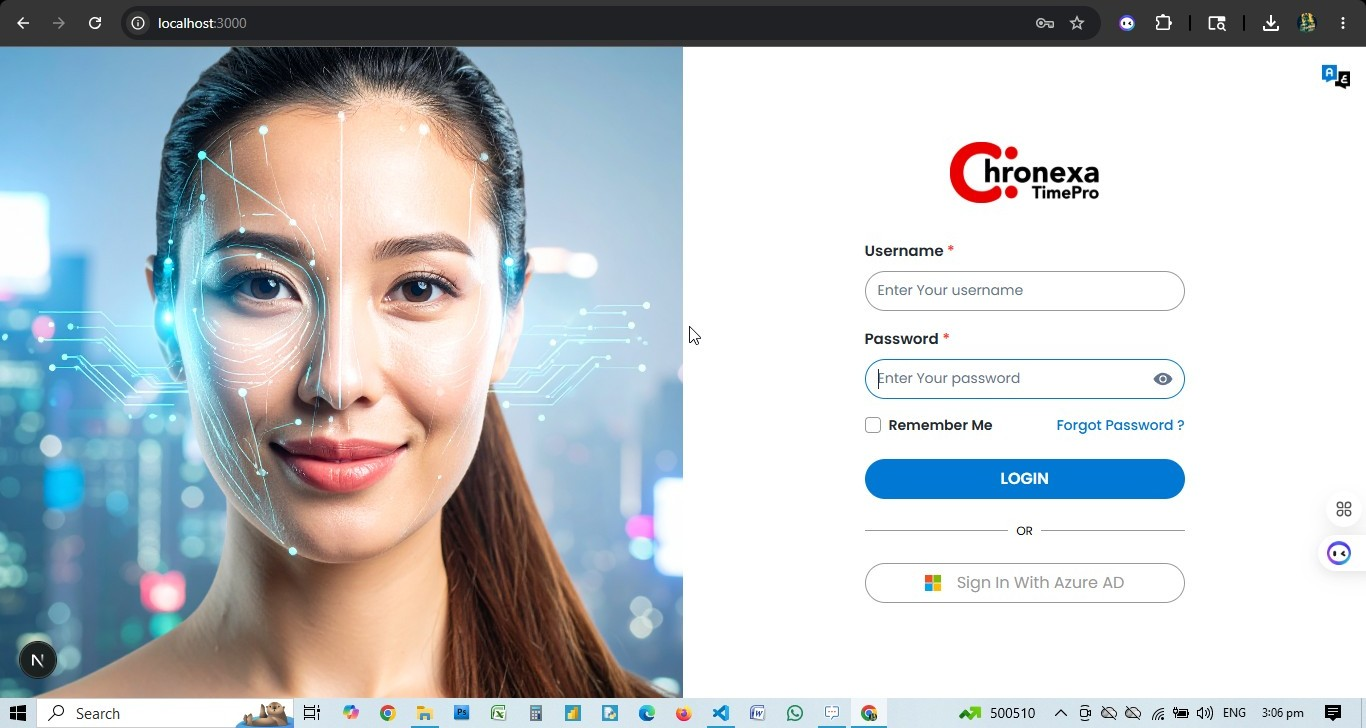 localhost:3000
A
Chronexa
TimePro
Username *
Enter Your username
Password *
Enter Your password
Remember Me
Forgot Password ?
LOGIN
OR
Sign In With Azure AD
N
Search
Ps
500510
ENG
3:06 pm